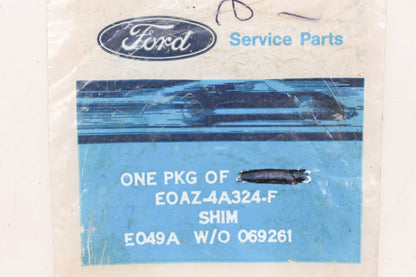 Ford
Service Parts
ONE PKG OF
EOAZ-4A324-F
SHIM
E049A W/O 069261